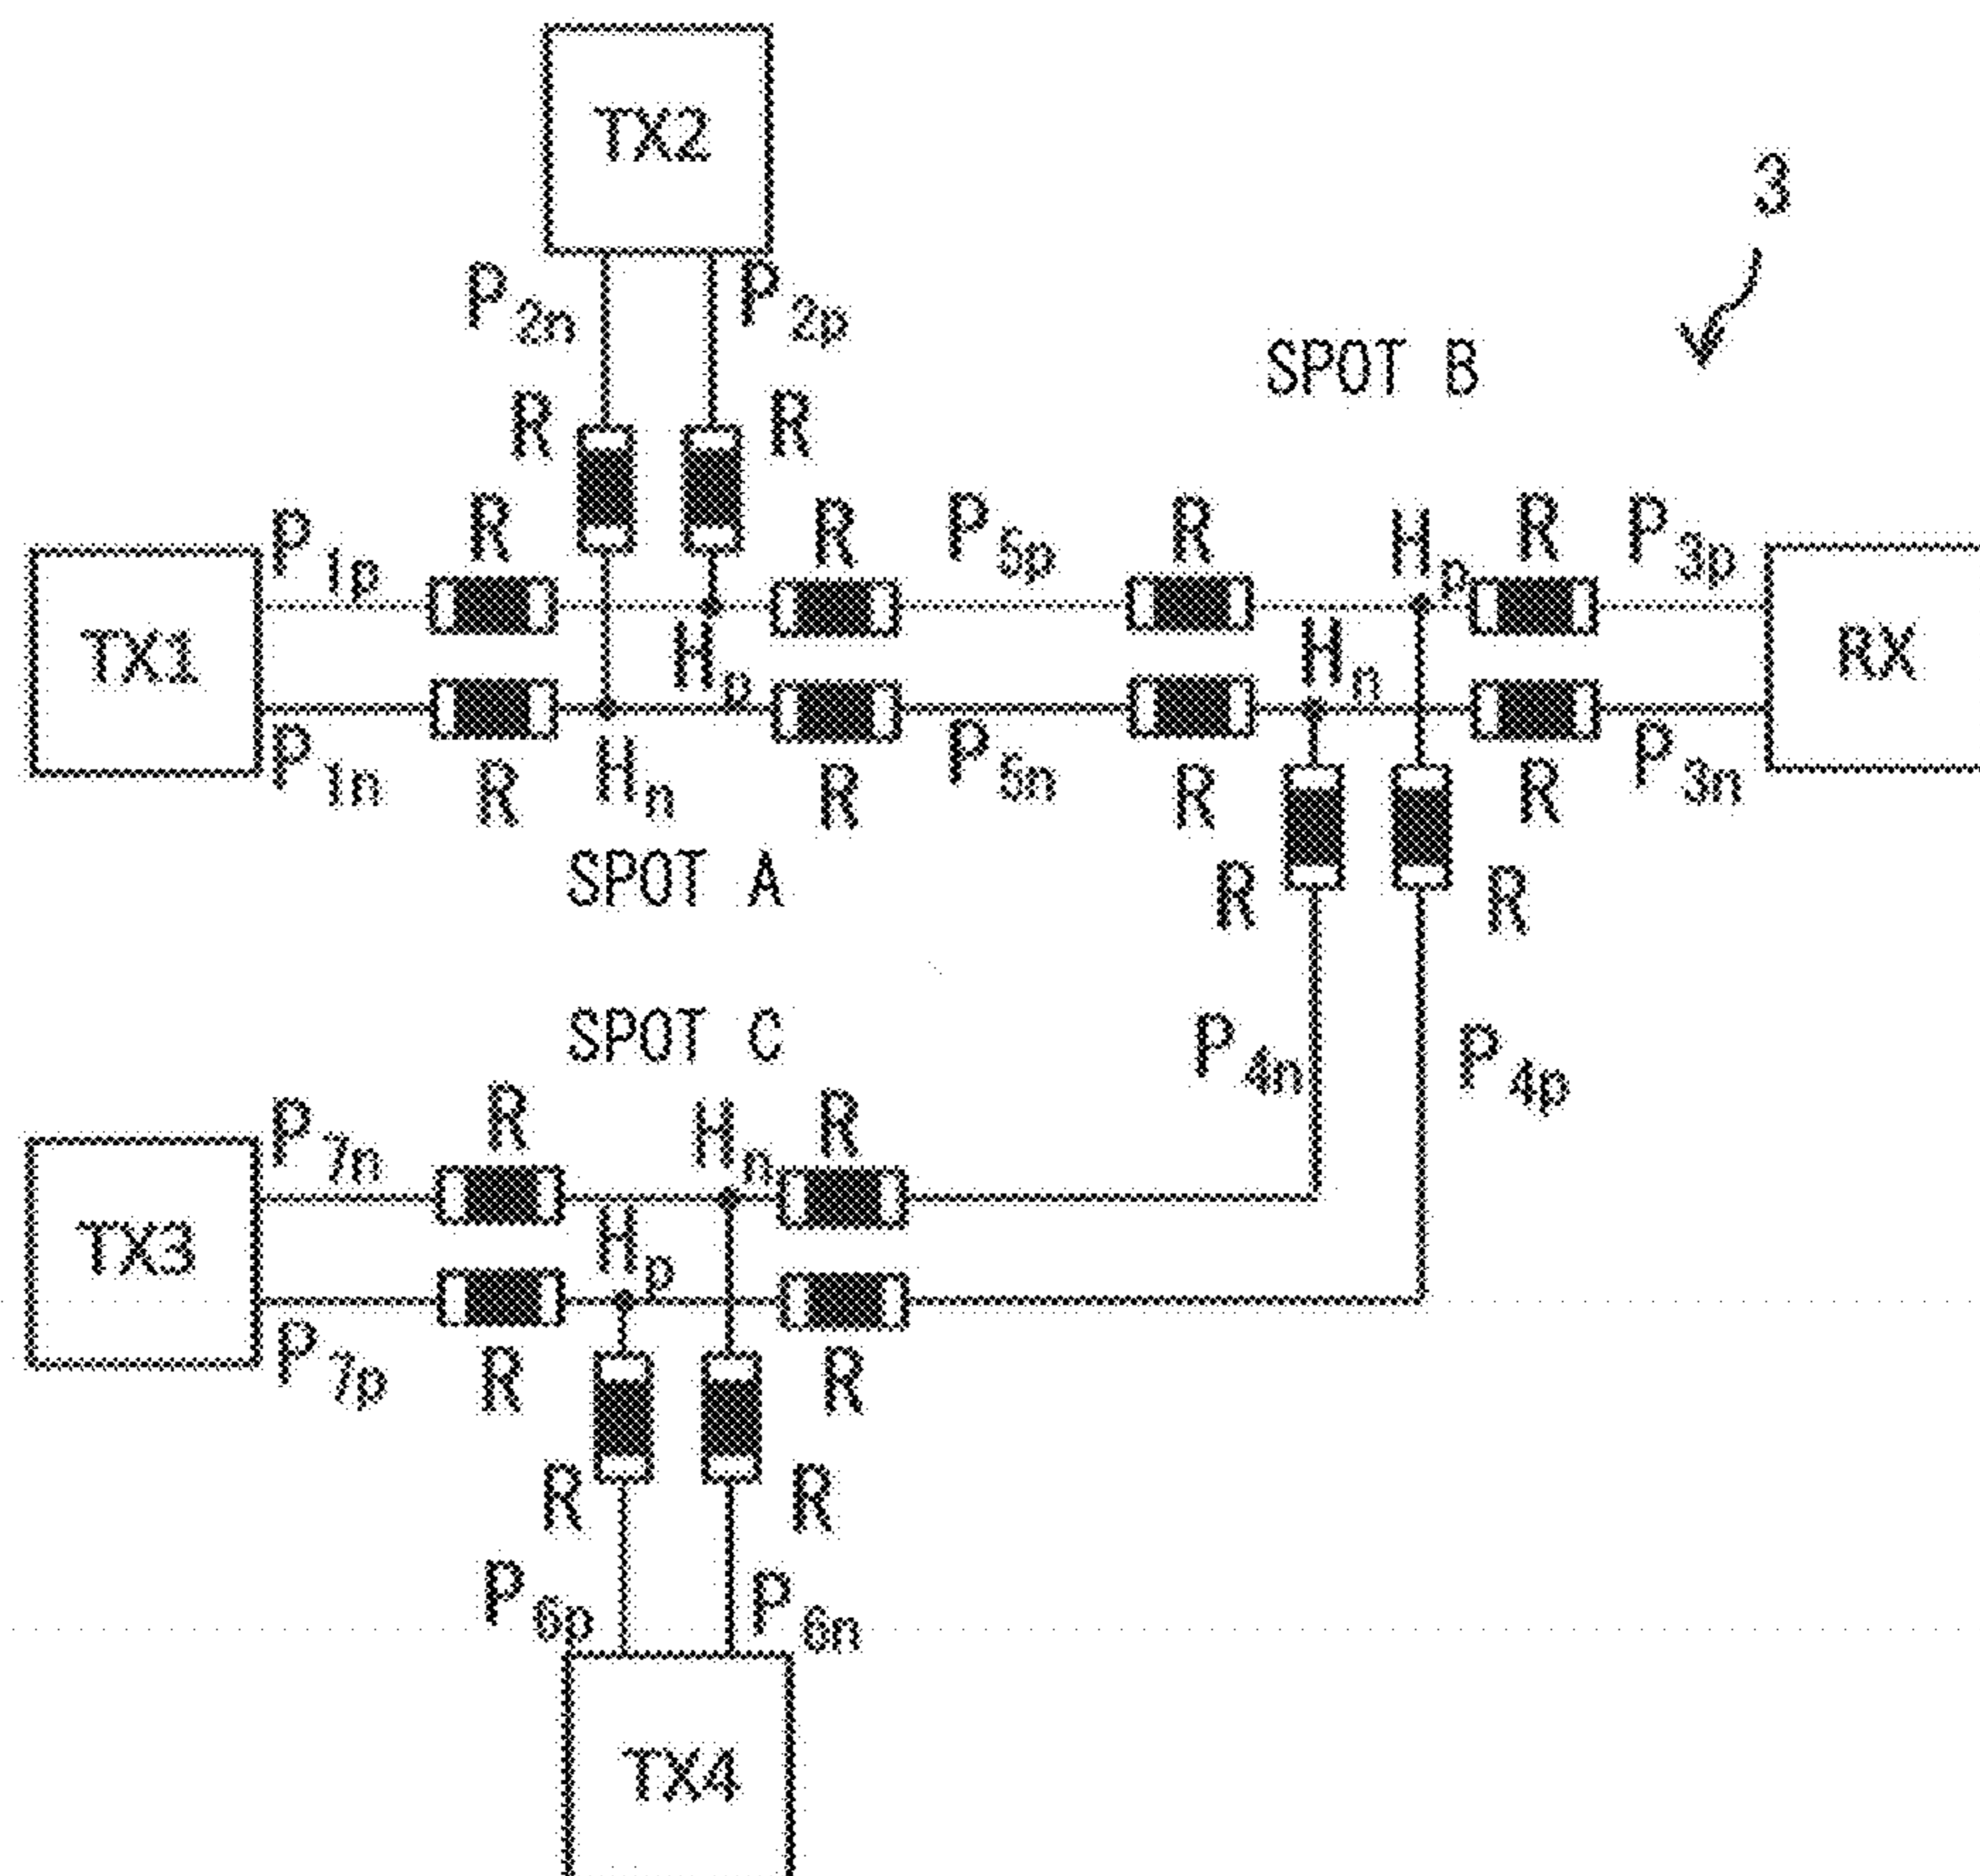 TX2
3
P2n
P2p
SPOT B
R
R
P1p
R
R
P5p
R
Hp
R
P3p
TX1
Hp
Hn
RX
P1n
R
Hn
R
P5n
R
R
P3n
SPOT A
R
R
SPOT C
P4n
P4p
P7n
R
Hn
R
TX3
Hp
P7p
R
R
R
R
P6p
P6n
TX4